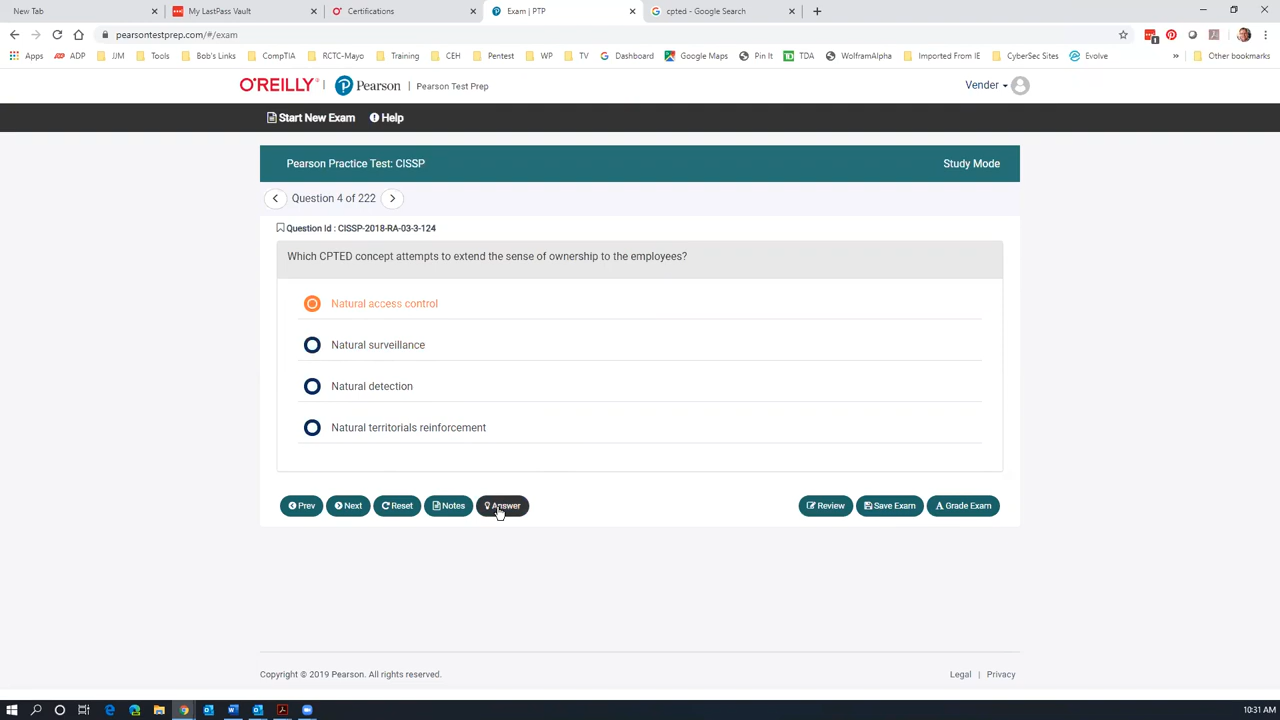 New Tab
My LastPass Vault
Certifications
Exam | PTP
cpted - Google Search
pearsontestprep.com/#/exam
1
Apps ADP JJM Tools Bob's Links CompTIA RCTC-Mayo Training CEH Pentest WP TV Dashboard Google Maps Pin It TDA WolframAlpha Imported From IE CyberSec Sites Evolve » Other bookmarks
O'REILLY | Pearson | Pearson Test Prep
Vender
Start New Exam Help
Pearson Practice Test: CISSP Study Mode
Question 4 of 222
Question Id : CISSP-2018-RA-03-3-124
Which CPTED concept attempts to extend the sense of ownership to the employees?
Natural access control
Natural surveillance
Natural detection
Natural territorials reinforcement
Prev Next Reset Notes Answer Review Save Exam A Grade Exam
Copyright © 2019 Pearson. All rights reserved.
Legal | Privacy
10:31 AM